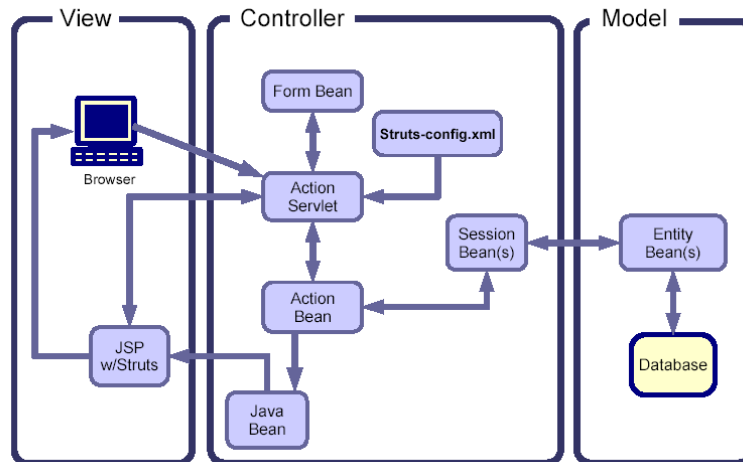 View
Controller
Model
Form Bean
Struts-config.xml
Browser
Action
Servlet
Session
Bean(s)
Entity
Bean(s)
Action
Bean
JSP
w/Struts
Database
Java
Bean